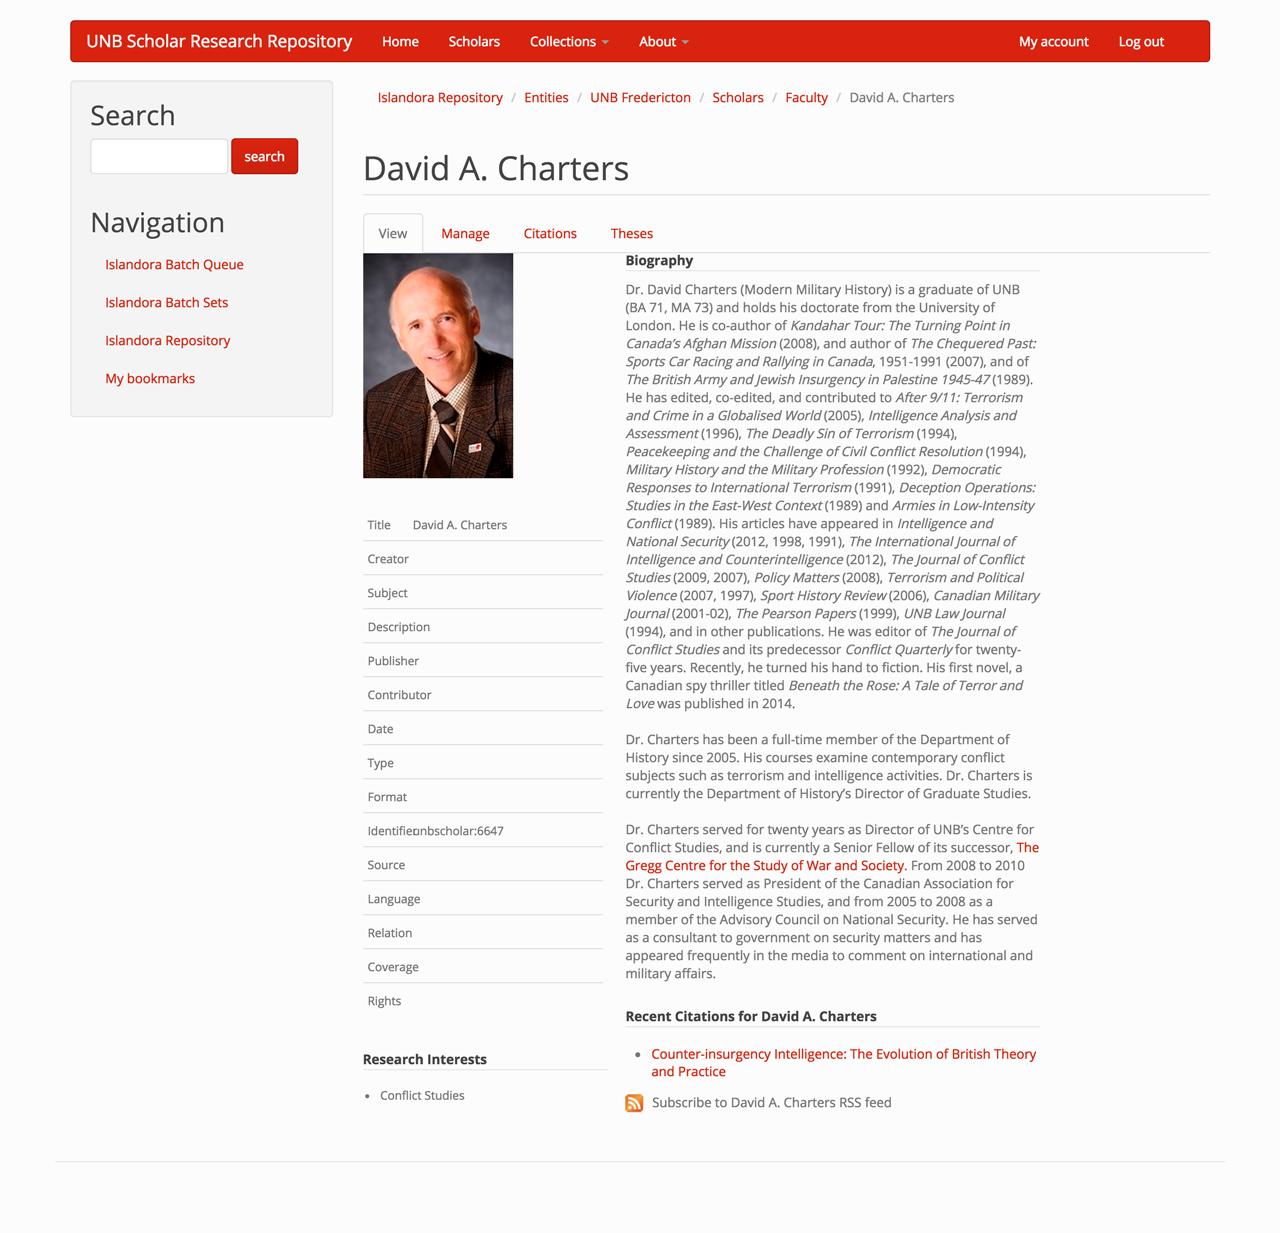 UNB Scholar Research Repository Home Scholars Collections About My account Log out
Search
search
Navigation
Islandora Batch Queue
Islandora Batch Sets
Islandora Repository
My bookmarks
Islandora Repository / Entities / UNB Fredericton / Scholars / Faculty / David A. Charters
David A. Charters
View Manage Citations Theses
Title David A. Charters
Creator
Subject
Description
Publisher
Contributor
Date
Type
Format
Identifier unbscholar:6647
Source
Language
Relation
Coverage
Rights
Research Interests
• Conflict Studies
Biography
Dr. David Charters (Modern Military History) is a graduate of UNB
(BA 71, MA 73) and holds his doctorate from the University of
London. He is co-author of Kandahar Tour: The Turning Point in
Canada’s Afghan Mission (2008), and author of The Chequered Past:
Sports Car Racing and Rallying in Canada, 1951-1991 (2007), and of
The British Army and Jewish Insurgency in Palestine 1945-47 (1989).
He has edited, co-edited, and contributed to After 9/11: Terrorism
and Crime in a Globalised World (2005), Intelligence Analysis and
Assessment (1996), The Deadly Sin of Terrorism (1994),
Peacekeeping and the Challenge of Civil Conflict Resolution (1994),
Military History and the Military Profession (1992), Democratic
Responses to International Terrorism (1991), Deception Operations:
Studies in the East-West Context (1989) and Armies in Low-Intensity
Conflict (1989). His articles have appeared in Intelligence and
National Security (2012, 1998, 1991), The International Journal of
Intelligence and Counterintelligence (2012), The Journal of Conflict
Studies (2009, 2007), Policy Matters (2008), Terrorism and Political
Violence (2007, 1997), Sport History Review (2006), Canadian Military
Journal (2001-02), The Pearson Papers (1999), UNB Law Journal
(1994), and in other publications. He was editor of The Journal of
Conflict Studies and its predecessor Conflict Quarterly for twenty-
five years. Recently, he turned his hand to fiction. His first novel, a
Canadian spy thriller titled Beneath the Rose: A Tale of Terror and
Love was published in 2014.
Dr. Charters has been a full-time member of the Department of
History since 2005. His courses examine contemporary conflict
subjects such as terrorism and intelligence activities. Dr. Charters is
currently the Department of History’s Director of Graduate Studies.
Dr. Charters served for twenty years as Director of UNB’s Centre for
Conflict Studies, and is currently a Senior Fellow of its successor, The
Gregg Centre for the Study of War and Society. From 2008 to 2010
Dr. Charters served as President of the Canadian Association for
Security and Intelligence Studies, and from 2005 to 2008 as a
member of the Advisory Council on National Security. He has served
as a consultant to government on security matters and has
appeared frequently in the media to comment on international and
military affairs.
Recent Citations for David A. Charters
• Counter-insurgency Intelligence: The Evolution of British Theory
and Practice
Subscribe to David A. Charters RSS feed